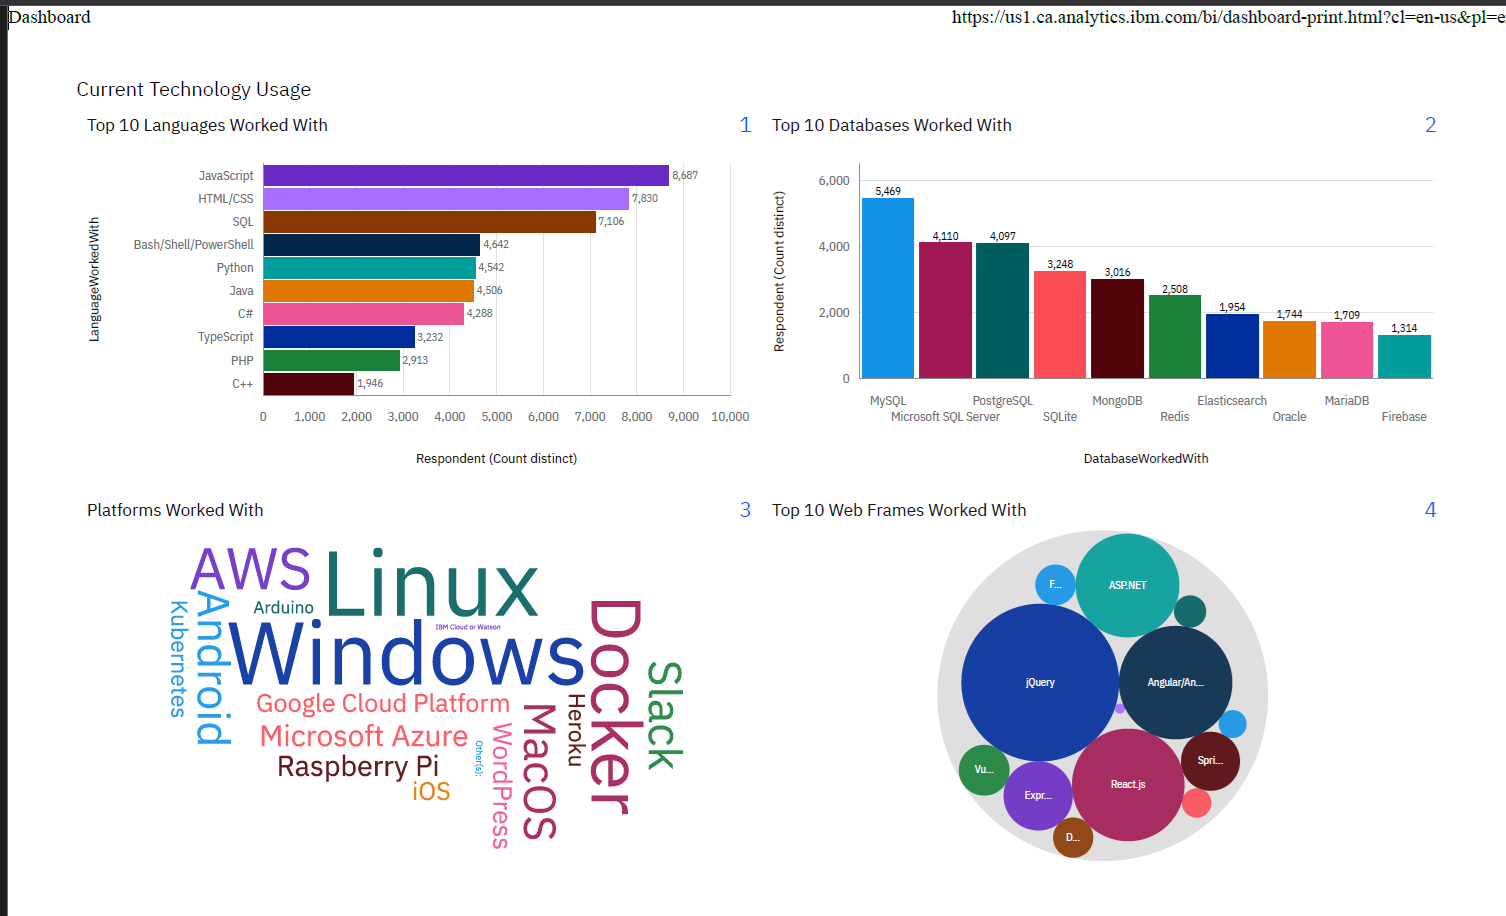 Dashboard
https://us1.ca.analytics.ibm.com/bi/dashboard-print.html?cl=en-us&pl=e
Current Technology Usage
Top 10 Languages Worked With
1
LanguageWorkedWith
JavaScript 8,687
HTML/CSS 7,830
SQL 7,106
Bash/Shell/PowerShell 4,642
Python 4,542
Java 4,506
C# 4,288
TypeScript 3,232
PHP 2,913
C++ 1,946
0 1,000 2,000 3,000 4,000 5,000 6,000 7,000 8,000 9,000 10,000
Respondent (Count distinct)
Top 10 Databases Worked With
2
Respondent (Count distinct)
6,000
4,000
2,000
0
5,469 4,110 4,097 3,248 3,016 2,508 1,954 1,744 1,709 1,314
MySQL PostgreSQL MongoDB Elasticsearch MariaDB
Microsoft SQL Server SQLite Redis Oracle Firebase
DatabaseWorkedWith
Platforms Worked With
3
AWS
Linux
Arduino
Kubernetes
Android
IBM Cloud or Watson
Windows
Docker
Slack
Google Cloud Platform
Microsoft Azure
Raspberry Pi
iOS
Other(s):
WordPress
MacOS
Heroku
Top 10 Web Frames Worked With
4
F...
ASP.NET
jQuery
Angular/An...
Vu...
Expr...
React.js
Spri...
D...